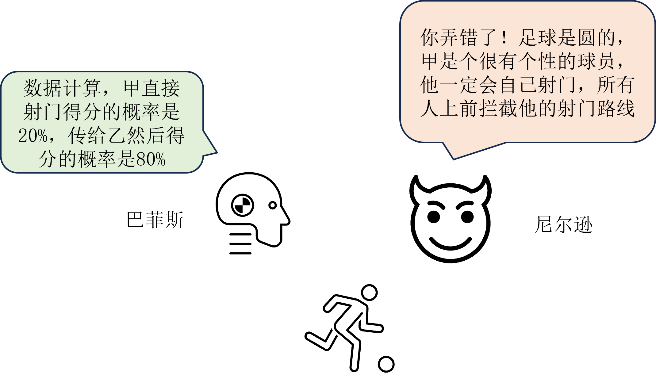 数据计算，甲直接
射门得分的概率是
20%，传给乙然后得
分的概率是80%
你弄错了！足球是圆的，
甲是个很有个性的球员，
他一定会自己射门，所有
人上前拦截他的射门路线
巴菲斯
尼尔逊